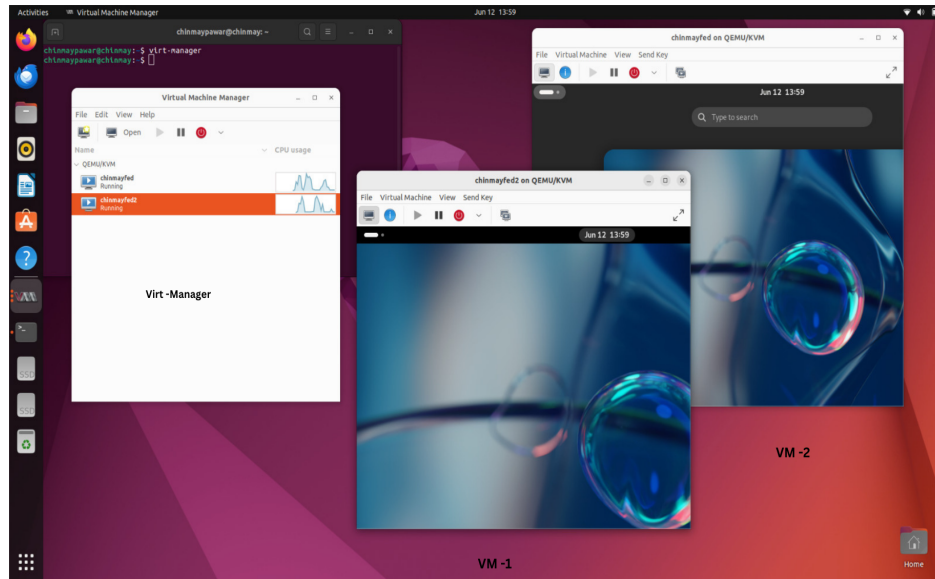 Activities
Virtual Machine Manager
Jun 12 13:59
chinmaypawar@chinmay: ~
chinmaypawar@chinmay:~$ virt-manager
chinmaypawar@chinmay:~$
Virtual Machine Manager
File Edit View Help
Open
Name
CPU usage
QEMU/KVM
chinmayfed
Running
chinmayfed2
Running
Virt -Manager
chinmayfed on QEMU/KVM
File Virtual Machine View Send Key
Jun 12 13:59
Type to search
chinmayfed2 on QEMU/KVM
File Virtual Machine View Send Key
Jun 12 13:59
VM -2
VM -1
SSD
SSD
Home